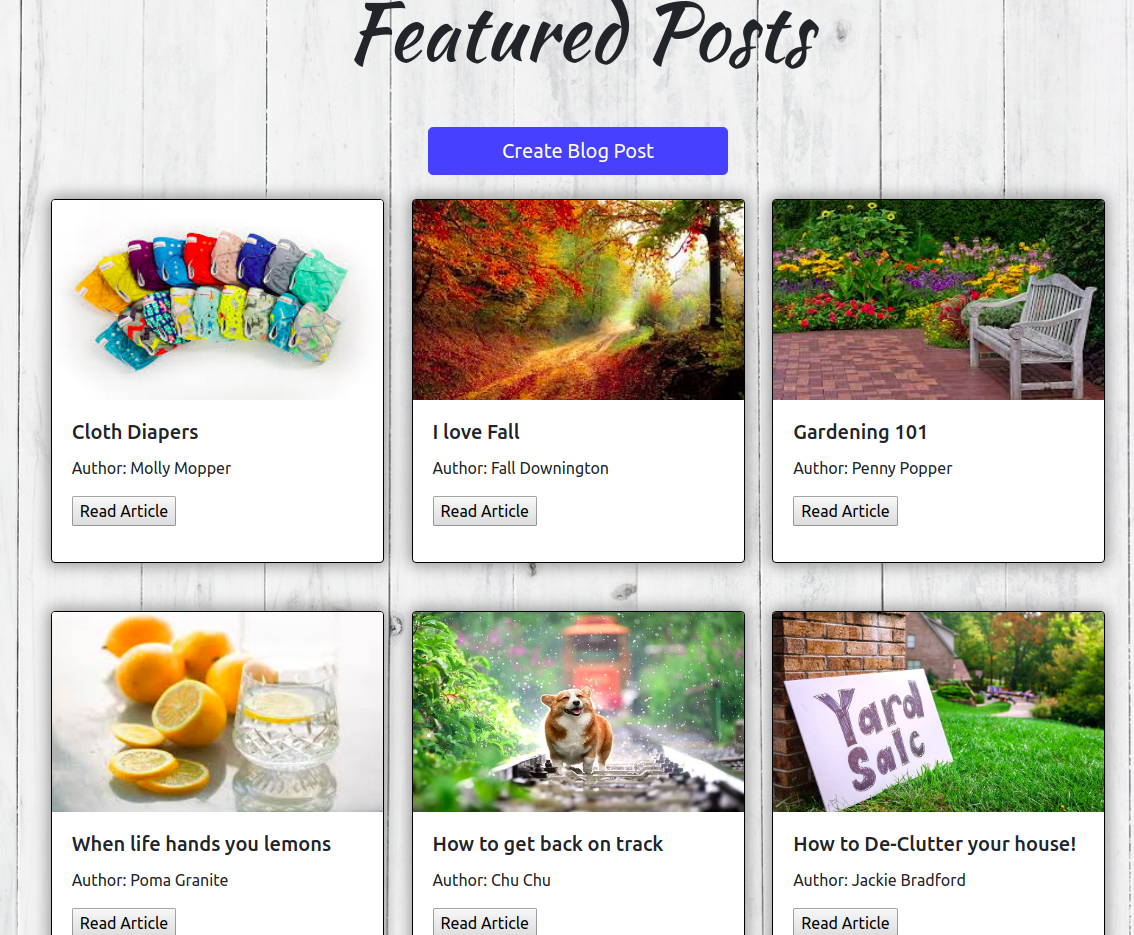 Featured Posts
Create Blog Post
Cloth Diapers
Author: Molly Mopper
Read Article
I love Fall
Author: Fall Downington
Read Article
Gardening 101
Author: Penny Popper
Read Article
Yard
Sale
When life hands you lemons
Author: Poma Granite
Read Article
How to get back on track
Author: Chu Chu
Read Article
How to De-Clutter your house!
Author: Jackie Bradford
Read Article